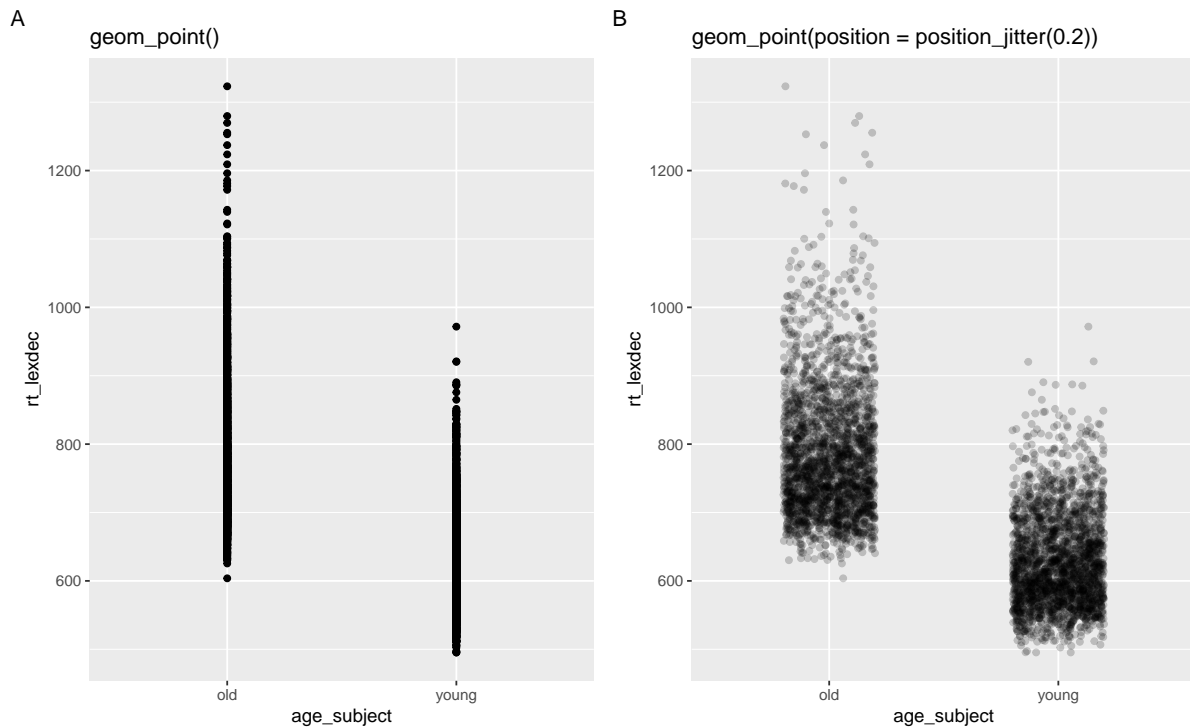 A
geom_point()
1200
1000
800
600
rt_lexdec
old
young
age_subject
B
geom_point(position = position_jitter(0.2))
1200
1000
800
600
rt_lexdec
old
young
age_subject